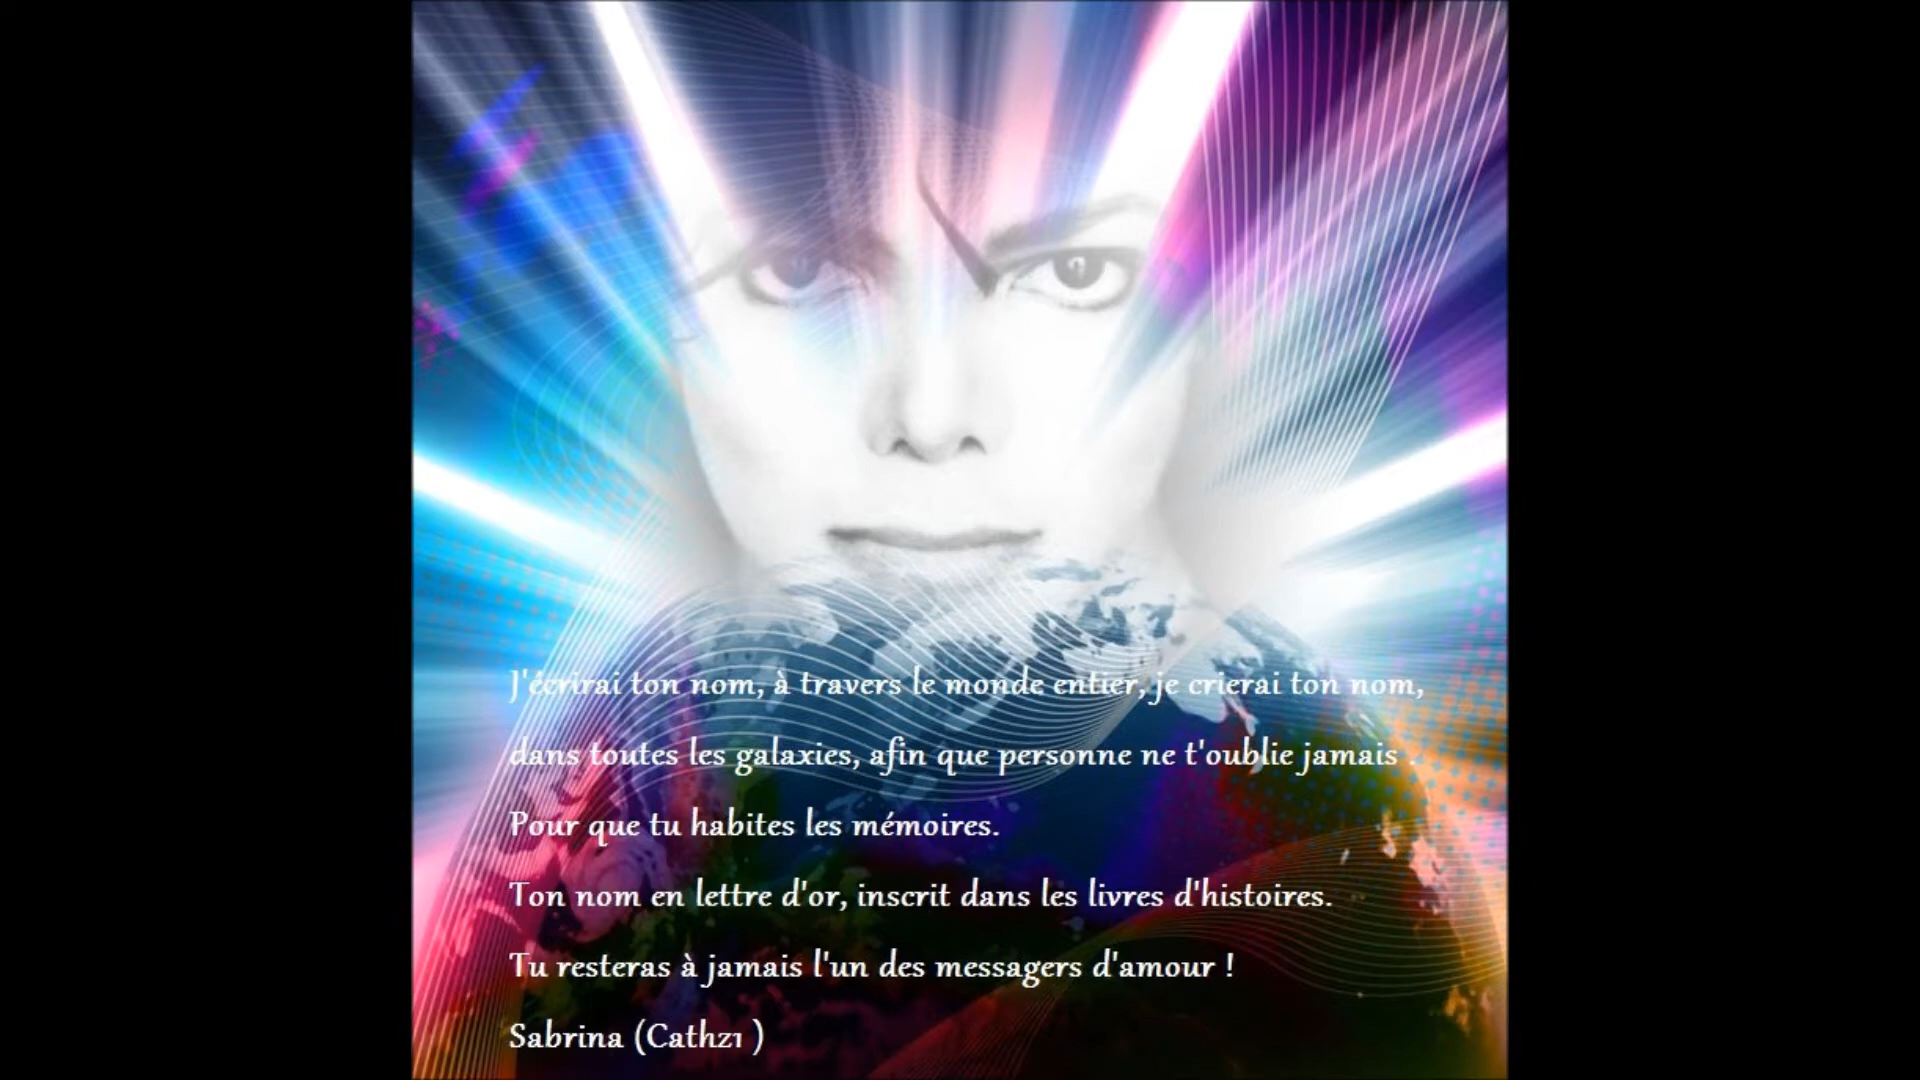 J'écrirai ton nom, à travers le monde entier, je crierai ton nom,
dans toutes les galaxies, afin que personne ne t'oublie jamais .
Pour que tu habites les mémoires.
Ton nom en lettre d'or, inscrit dans les livres d'histoires.
Tu resteras à jamais l'un des messagers d'amour !
Sabrina (Cathz1 )